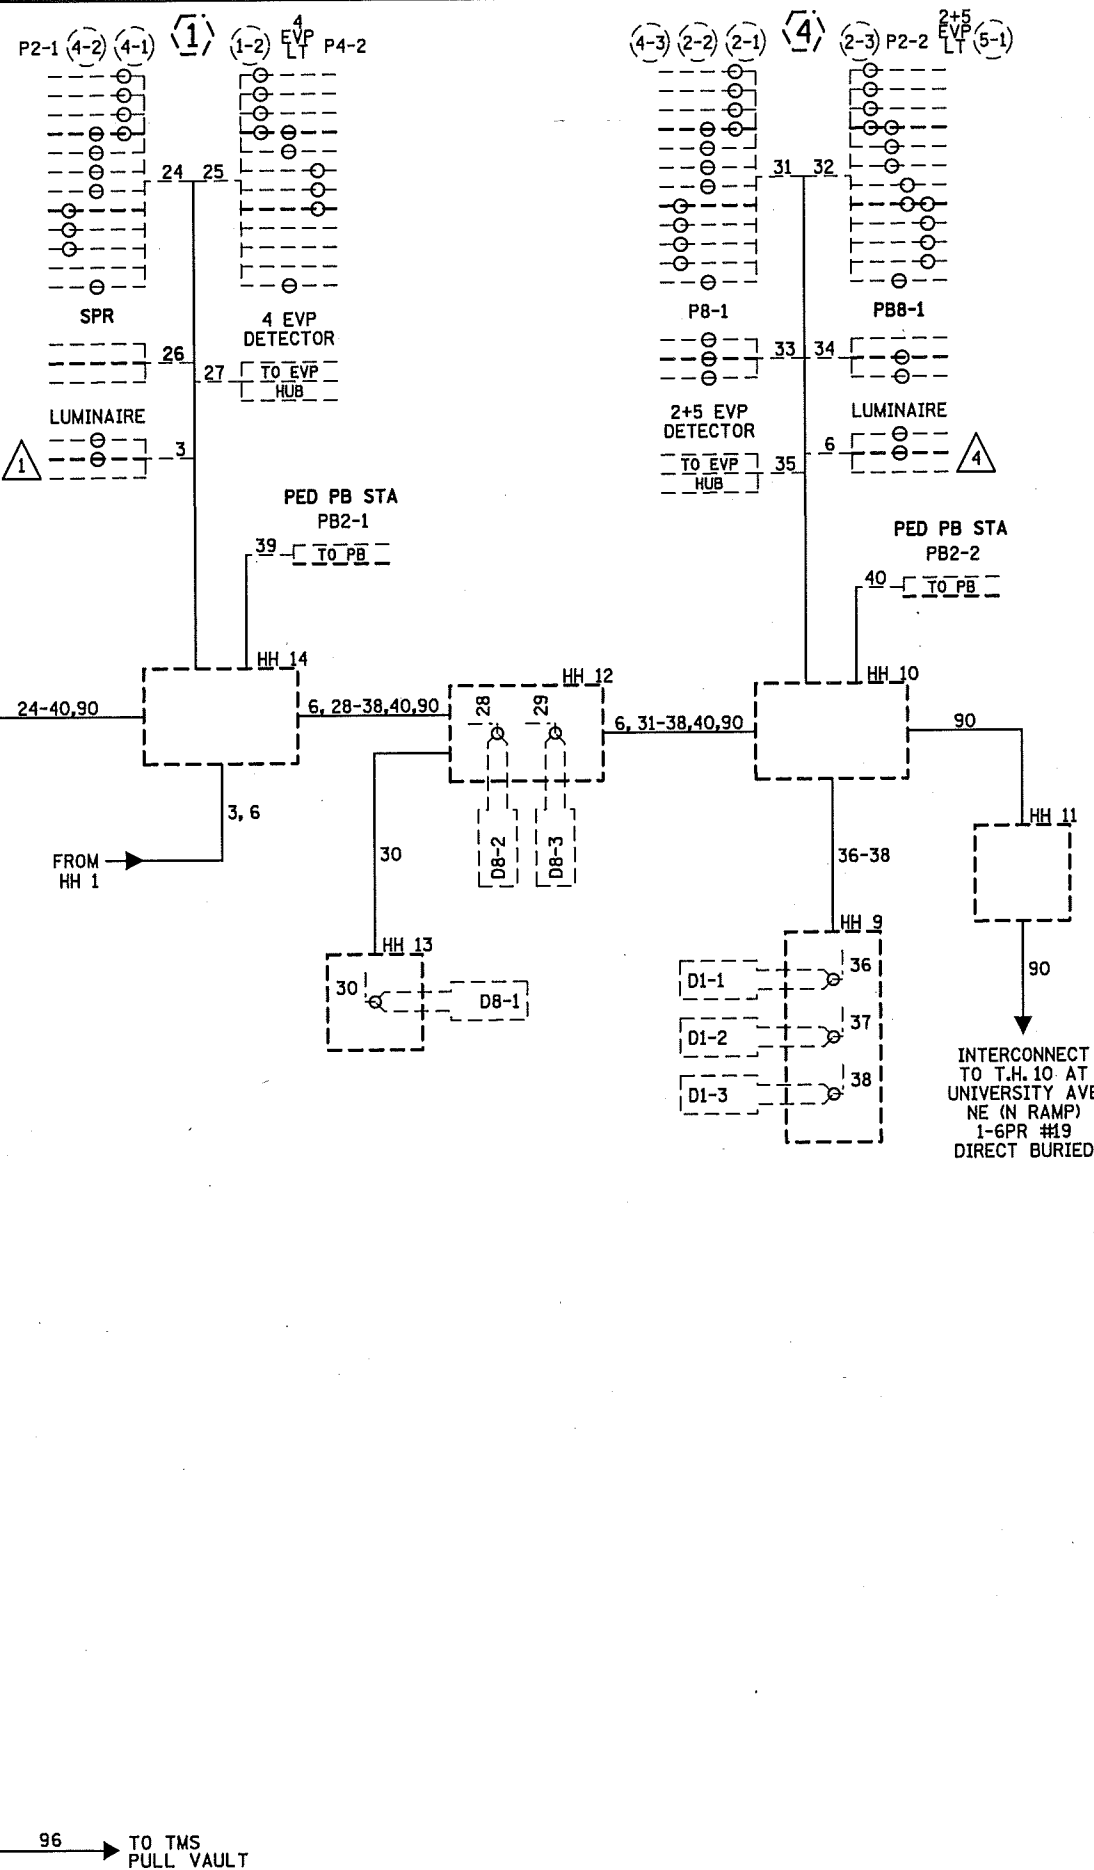 P2-1 4-2 4-1 1 1-2 4 EVP LT P4-2
4-3 2-2 2-1 4 2-3 P2-2 2+5 EVP LT 5-1
24 25
31 32
SPR
4 EVP
DETECTOR
P8-1
PB8-1
26
27
TO EVP
HUB
33 34
LUMINAIRE
3
1
2+5 EVP
DETECTOR
TO EVP
HUB
35
LUMINAIRE
6
4
PED PB STA
PB2-1
39
TO PB
PED PB STA
PB2-2
40
TO PB
HH 14
HH 12
HH 10
24-40,90
6, 28-38,40,90
28
29
6, 31-38,40,90
90
3, 6
D8-2
D8-3
HH 11
FROM
HH 1
30
36-38
HH 13
HH 9
30
D8-1
D1-1
36
90
D1-2
37
D1-3
38
INTERCONNECT
TO T.H. 10 AT
UNIVERSITY AVE
NE (N RAMP)
1-6PR #19
DIRECT BURIED
96
TO TMS
PULL VAULT